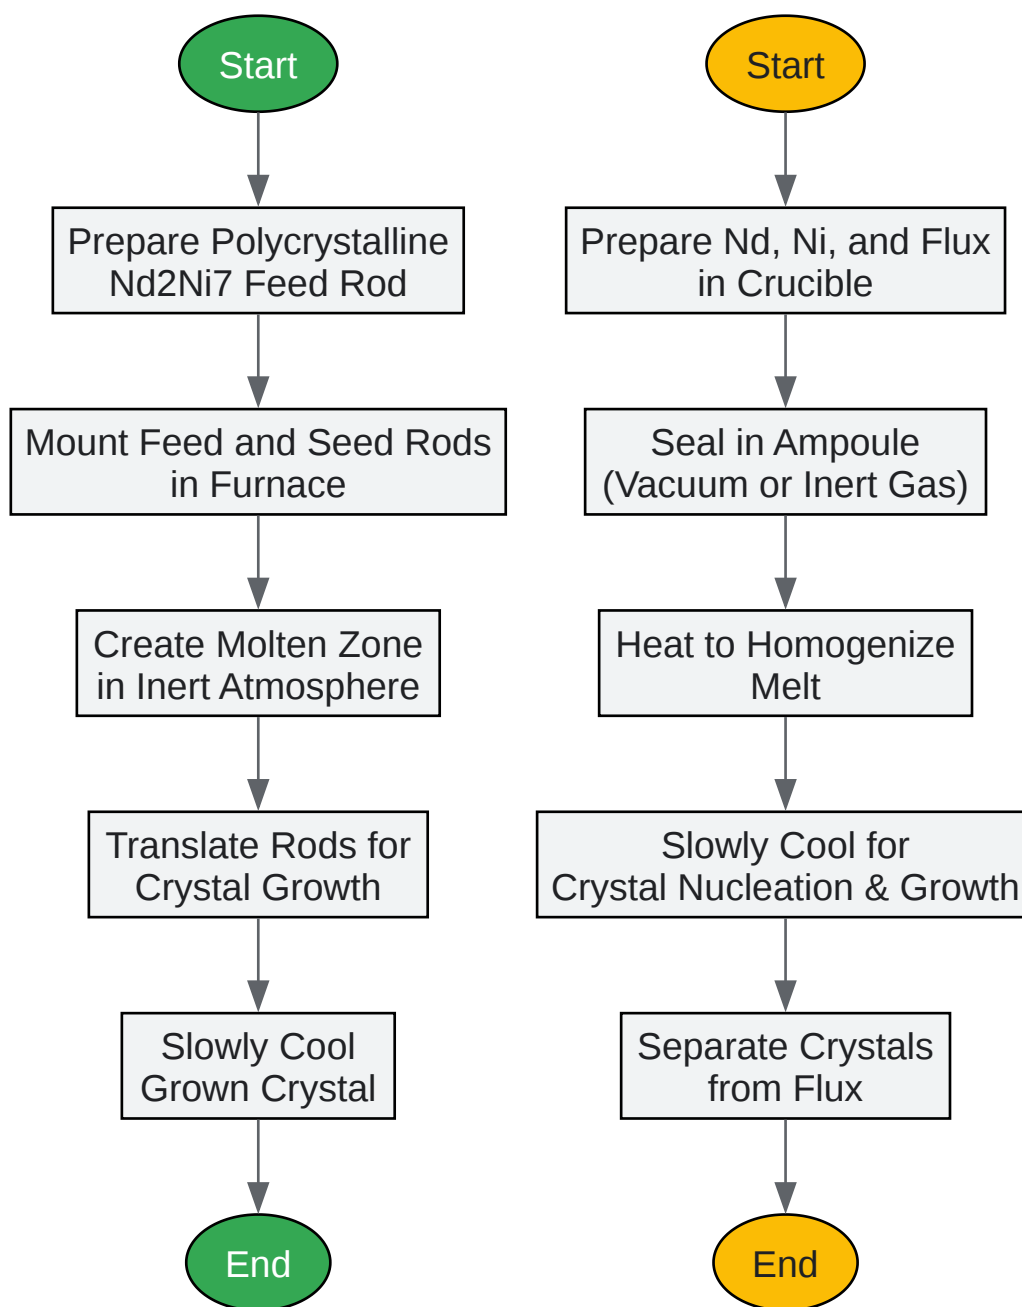 Start
Prepare Polycrystalline
Nd2Ni7 Feed Rod
Mount Feed and Seed Rods
in Furnace
Create Molten Zone
in Inert Atmosphere
Translate Rods for
Crystal Growth
Slowly Cool
Grown Crystal
End
Start
Prepare Nd, Ni, and Flux
in Crucible
Seal in Ampoule
(Vacuum or Inert Gas)
Heat to Homogenize
Melt
Slowly Cool for
Crystal Nucleation & Growth
Separate Crystals
from Flux
End